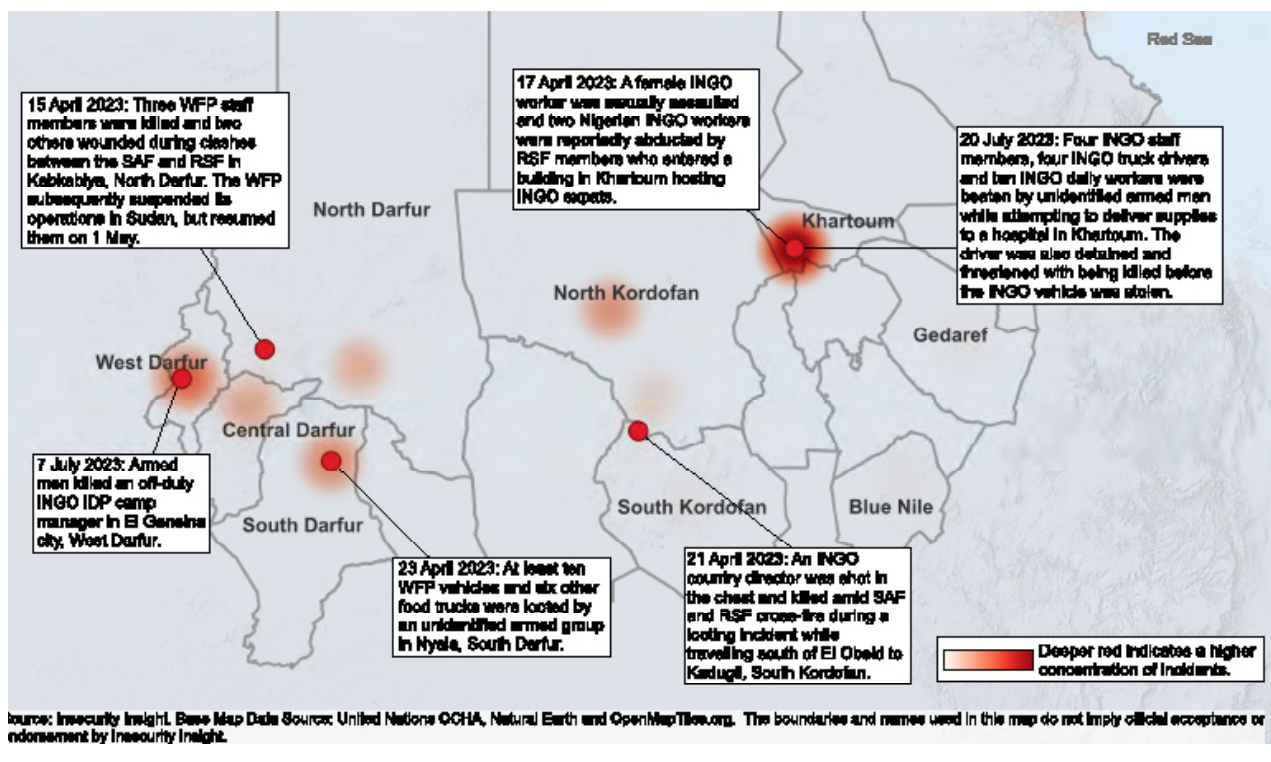 Red Sea
15 April 2023: Three WFP staff
members were killed and two
others wounded during clashes
between the SAF and RSF in
Kabkabiya, North Darfur. The WFP
subsequently suspended its
operations in Sudan, but resumed
them on 1 May.
17 April 2023: A female INGO
worker was sexually assaulted
and two Nigerian INGO workers
were reportedly abducted by
RSF members who entered a
building in Khartoum hosting
INGO expats.
20 July 2023: Four INGO staff
members, four INGO truck drivers
and ten INGO daily workers were
beaten by unidentified armed men
while attempting to deliver supplies
to a hospital in Khartoum. The
driver was also detained and
threatened with being killed before
the INGO vehicle was stolen.
North Darfur
Khartoum
North Kordofan
Gedaref
West Darfur
Central Darfur
7 July 2023: Armed
men killed an off-duty
INGO IDP camp
manager in El Geneina
city, West Darfur.
South Darfur
South Kordofan
Blue Nile
23 April 2023: At least ten
WFP vehicles and six other
food trucks were looted by
an unidentified armed group
in Nyala, South Darfur.
21 April 2023: An INGO
country director was shot in
the chest and killed amid SAF
and RSF cross-fire during a
looting incident while
travelling south of El Obeid to
Kadugli, South Kordofan.
Deeper red indicates a higher
concentration of incidents.
ource: Insecurity Insight. Base Map Data Source: United Nations OCHA, Natural Earth and OpenMapTiles.org. The boundaries and names used in this map do not imply official acceptance or
ndorsement by Insecurity Insight.